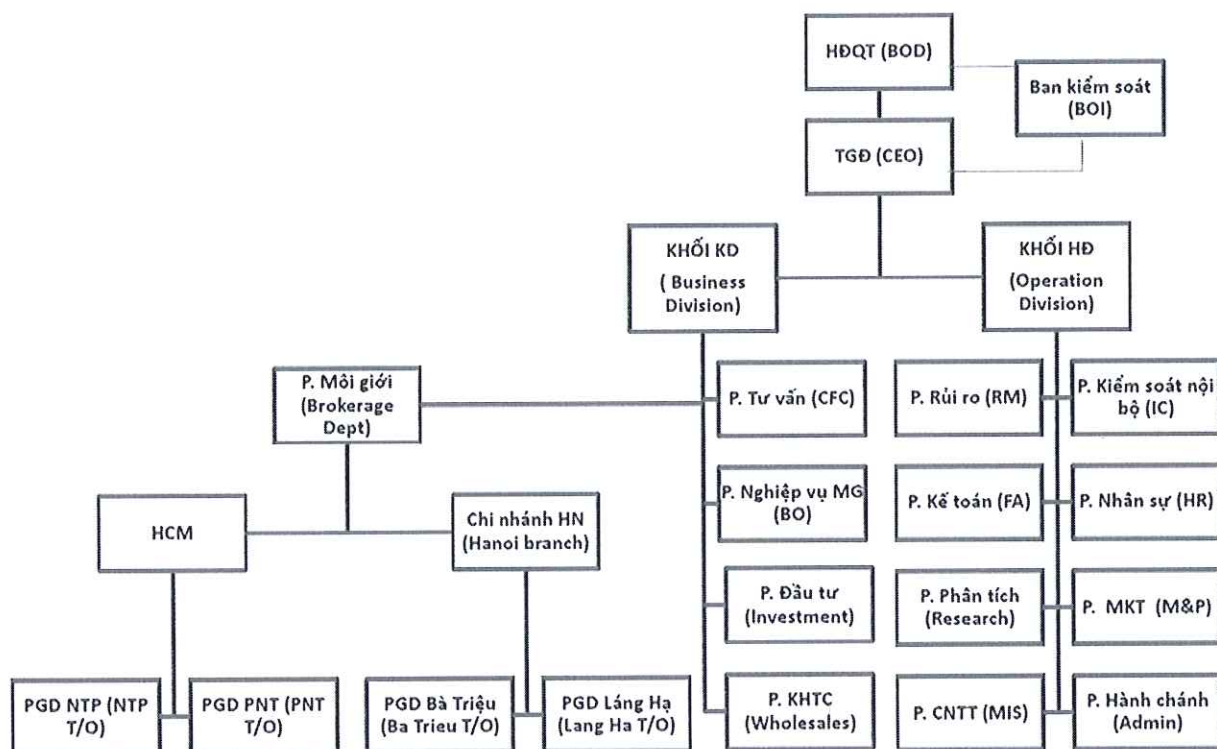 HĐQT (BOD)
Ban kiểm soát
(BOI)
TGĐ (CEO)
KHỐI KD
( Business
Division)
KHỐI HĐ
(Operation
Division)
P. Môi giới
(Brokerage
Dept)
P. Tư vấn (CFC)
P. Rủi ro (RM)
P. Kiểm soát nội
bộ (IC)
HCM
Chi nhánh HN
(Hanoi branch)
P. Nghiệp vụ MG
(BO)
P. Kế toán (FA)
P. Nhân sự (HR)
P. Đầu tư
(Investment)
P. Phân tích
(Research)
P. MKT (M&P)
PGD NTP (NTP
T/O)
PGD PNT (PNT
T/O)
PGD Bà Triệu
(Ba Trieu T/O)
PGD Láng Hạ
(Lang Ha T/O)
P. KHTC
(Wholesales)
P. CNTT (MIS)
P. Hành chánh
(Admin)